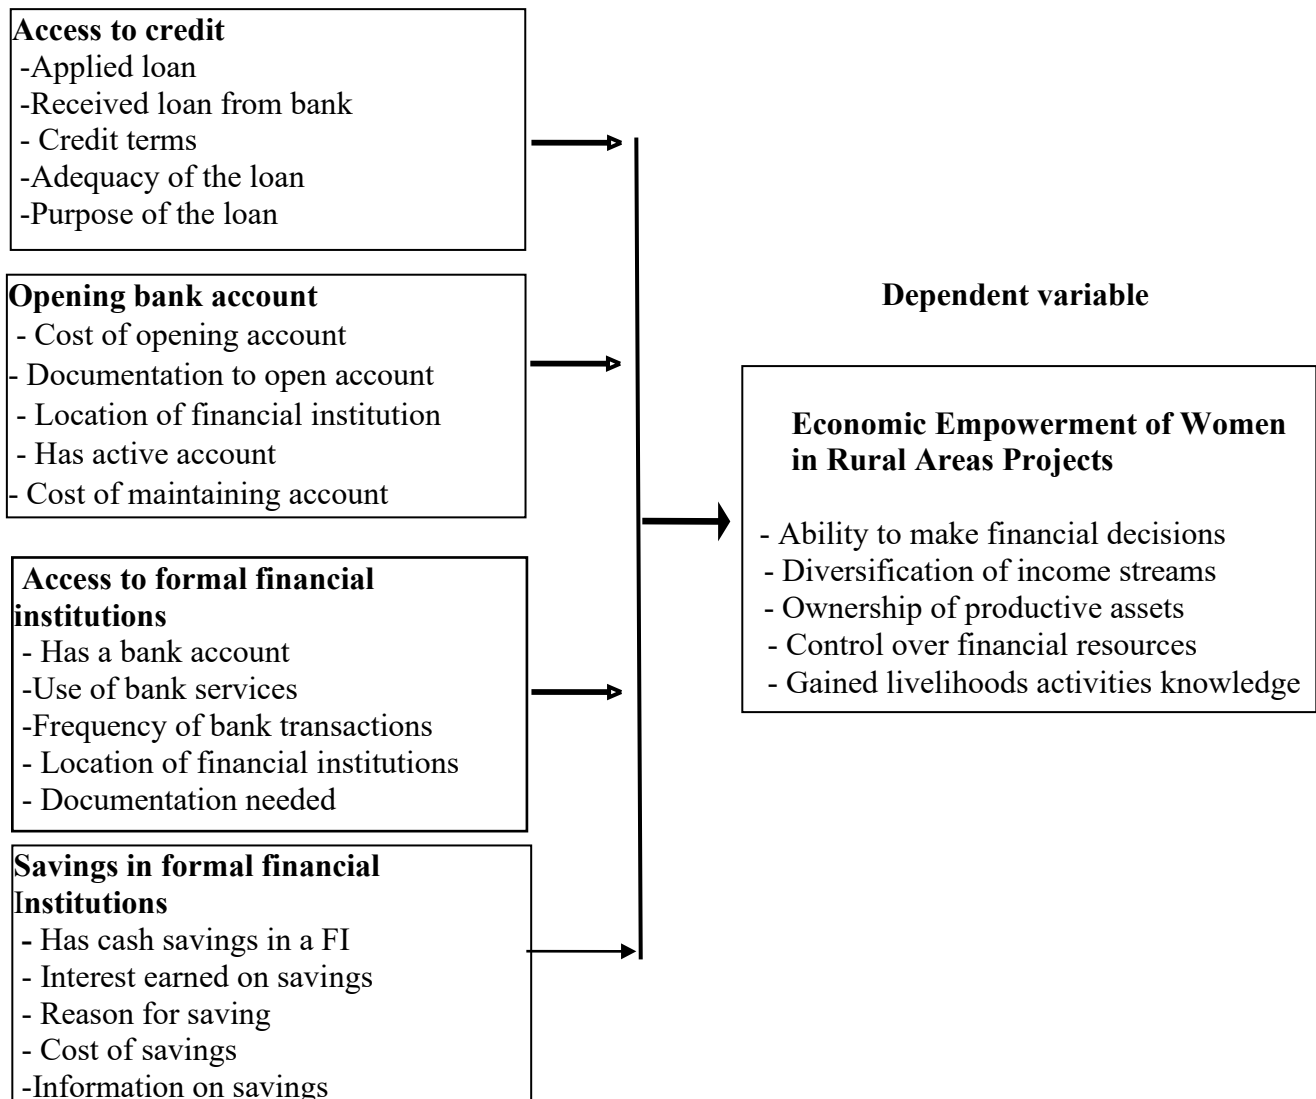 Access to credit
-Applied loan
-Received loan from bank
- Credit terms
-Adequacy of the loan
-Purpose of the loan
Opening bank account
- Cost of opening account
- Documentation to open account
- Location of financial institution
- Has active account
- Cost of maintaining account
Access to formal financial
institutions
- Has a bank account
-Use of bank services
-Frequency of bank transactions
- Location of financial institutions
- Documentation needed
Savings in formal financial
Institutions
- Has cash savings in a FI
- Interest earned on savings
- Reason for saving
- Cost of savings
-Information on savings
Dependent variable
Economic Empowerment of Women
in Rural Areas Projects
- Ability to make financial decisions
- Diversification of income streams
- Ownership of productive assets
- Control over financial resources
- Gained livelihoods activities knowledge